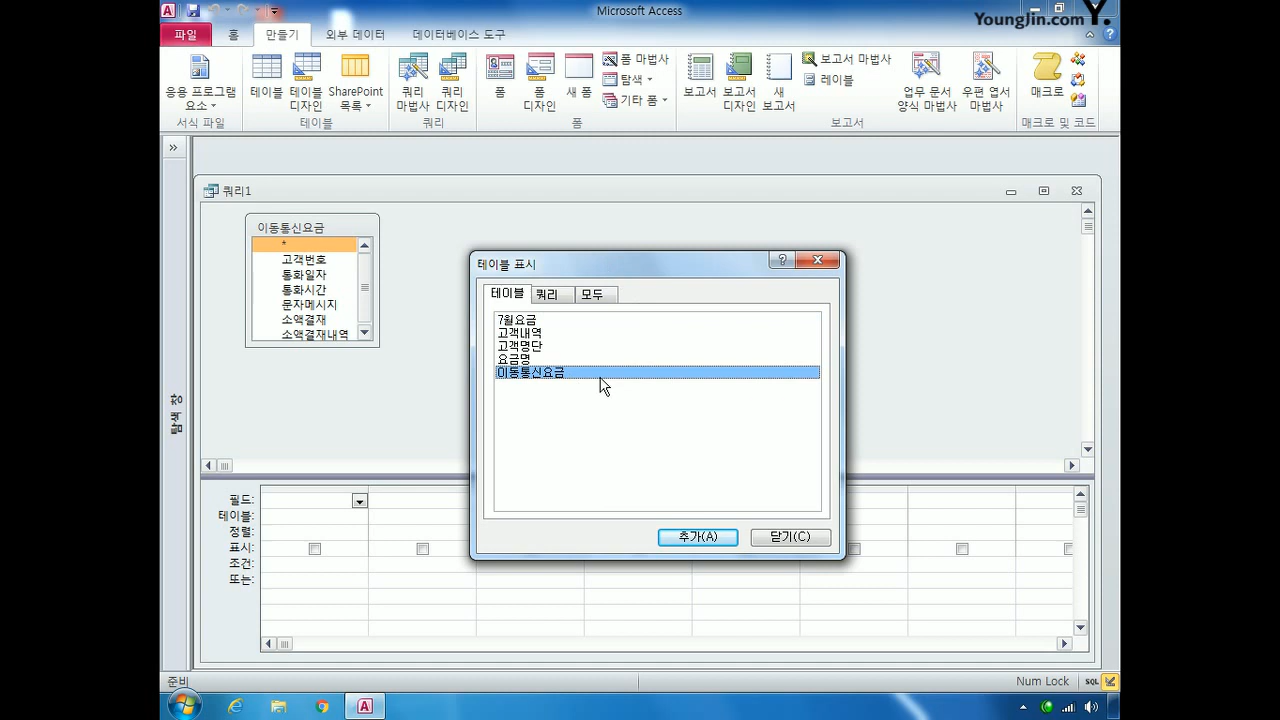 Microsoft Access
YoungJin.com Y.
파일 홈 만들기 외부 데이터 데이터베이스 도구
응용 프로그램 요소
서식 파일
테이블
테이블 디자인
SharePoint 목록
테이블
쿼리 마법사
쿼리 디자인
쿼리
폼
폼 디자인
새 폼
폼 마법사
탐색
기타 폼
폼
보고서
보고서 디자인
새 보고서
보고서 마법사
레이블
업무 문서 양식 마법사
우편 엽서 마법사
보고서
매크로
매크로 및 코드
탐색 창
쿼리1
이동통신요금
*
고객번호
통화일자
통화시간
문자메시지
소액결재
소액결재내역
테이블 표시
테이블 쿼리 모두
7월요금
고객내역
고객명단
요금명
이동통신요금
추가(A) 닫기(C)
필드:
테이블:
정렬:
표시:
조건:
또는:
준비
Num Lock
SQL